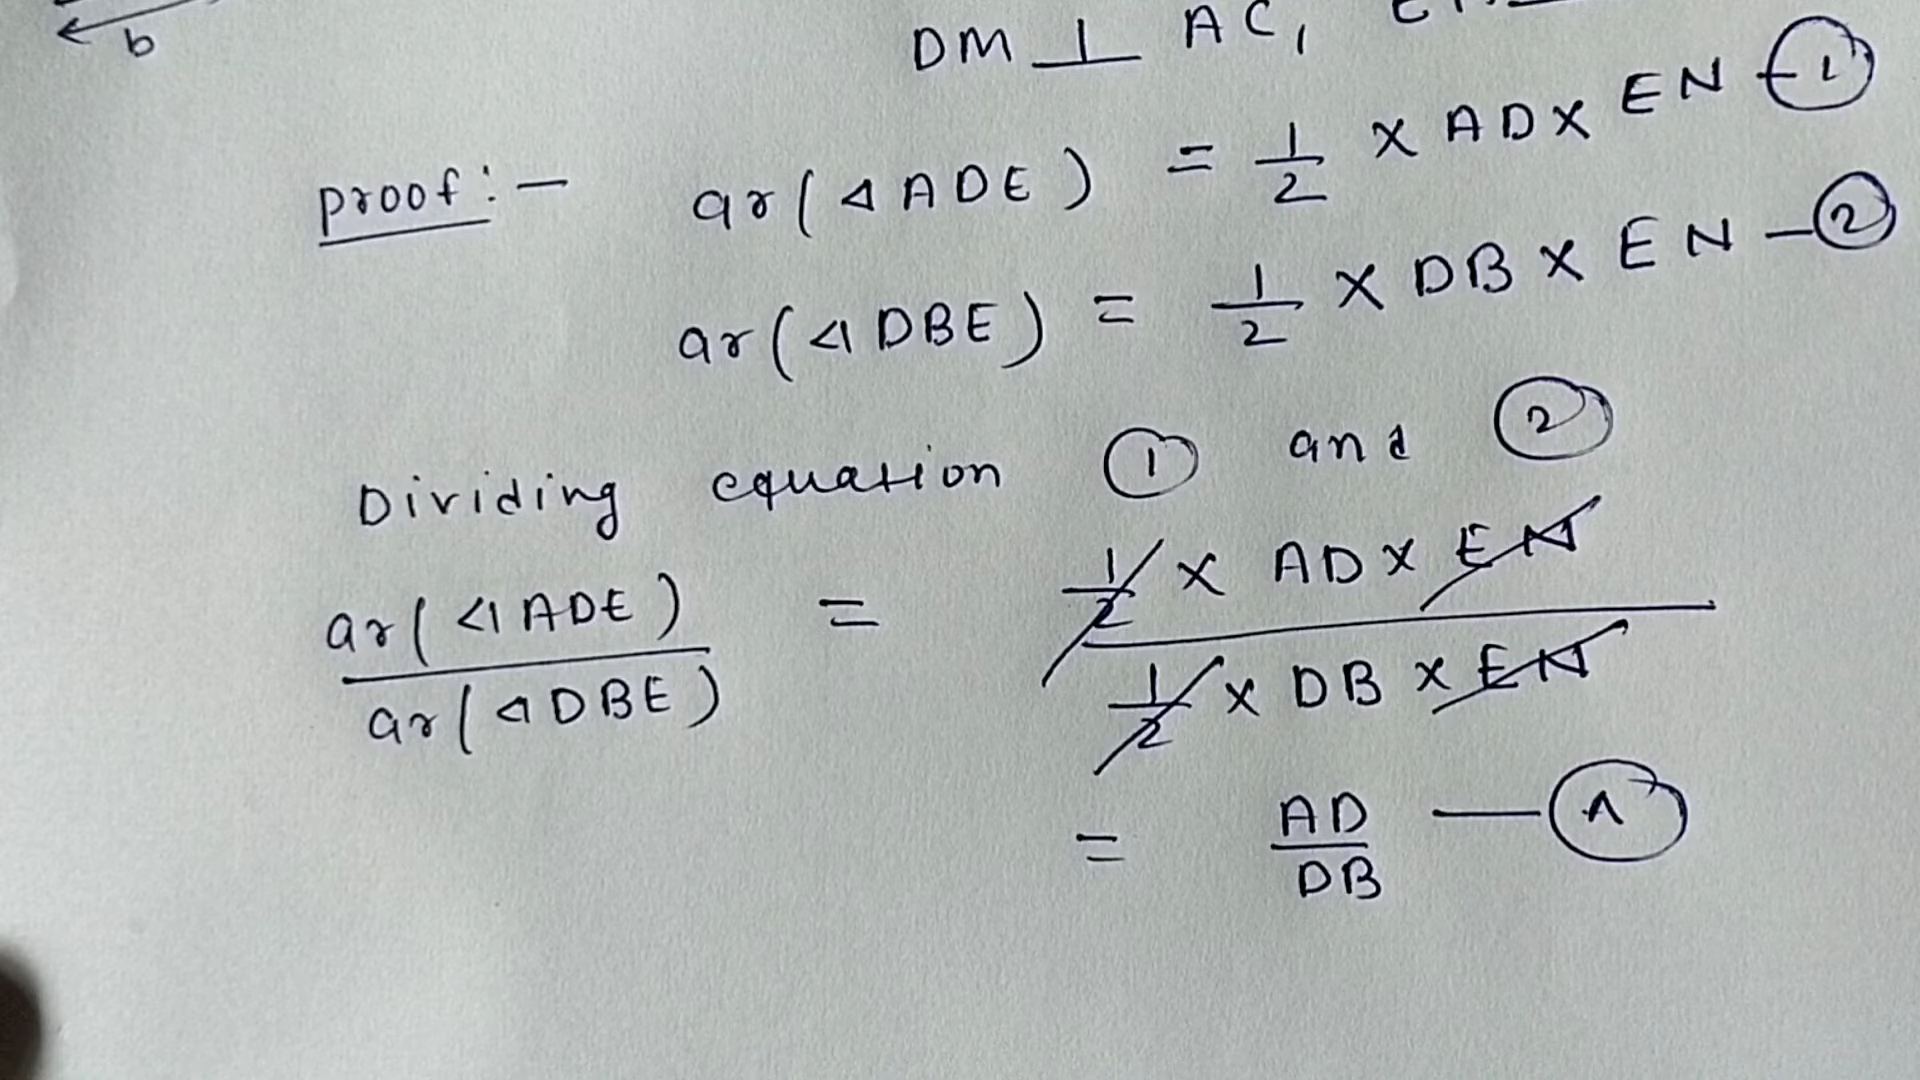 b
DM ⊥ AC,
Proof :- ar(△ADE) = 1/2 × AD × EN - ①
ar(△DBE) = 1/2 × DB × EN - ②
Dividing equation ① and ②
ar(△ADE) / ar(△DBE) = 1/2 × AD × EN / 1/2 × DB × EN
= AD/DB — Ⓐ